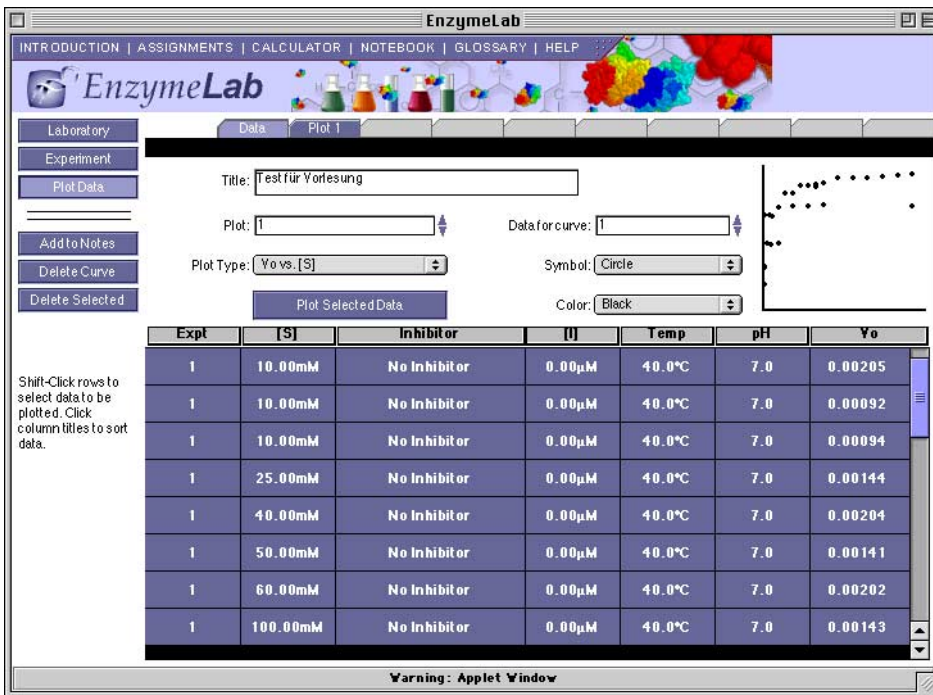 EnzymeLab
INTRODUCTION | ASSIGNMENTS | CALCULATOR | NOTEBOOK | GLOSSARY | HELP
EnzymeLab
Laboratory
Experiment
Plot Data
Add to Notes
Delete Curve
Delete Selected
Shift-Click rows to
select data to be
plotted. Click
column titles to sort
data.
Data Plot 1
Title: Test für Vorlesung
Plot: 1 Data for curve: 1
Plot Type: Vo vs. [S] Symbol: Circle
Plot Selected Data Color: Black
Expt [S] Inhibitor [I] Temp pH Vo
1 10.00mM No Inhibitor 0.00µM 40.0°C 7.0 0.00205
1 10.00mM No Inhibitor 0.00µM 40.0°C 7.0 0.00092
1 10.00mM No Inhibitor 0.00µM 40.0°C 7.0 0.00094
1 25.00mM No Inhibitor 0.00µM 40.0°C 7.0 0.00144
1 40.00mM No Inhibitor 0.00µM 40.0°C 7.0 0.00204
1 50.00mM No Inhibitor 0.00µM 40.0°C 7.0 0.00141
1 60.00mM No Inhibitor 0.00µM 40.0°C 7.0 0.00202
1 100.00mM No Inhibitor 0.00µM 40.0°C 7.0 0.00143
Warning: Applet Window